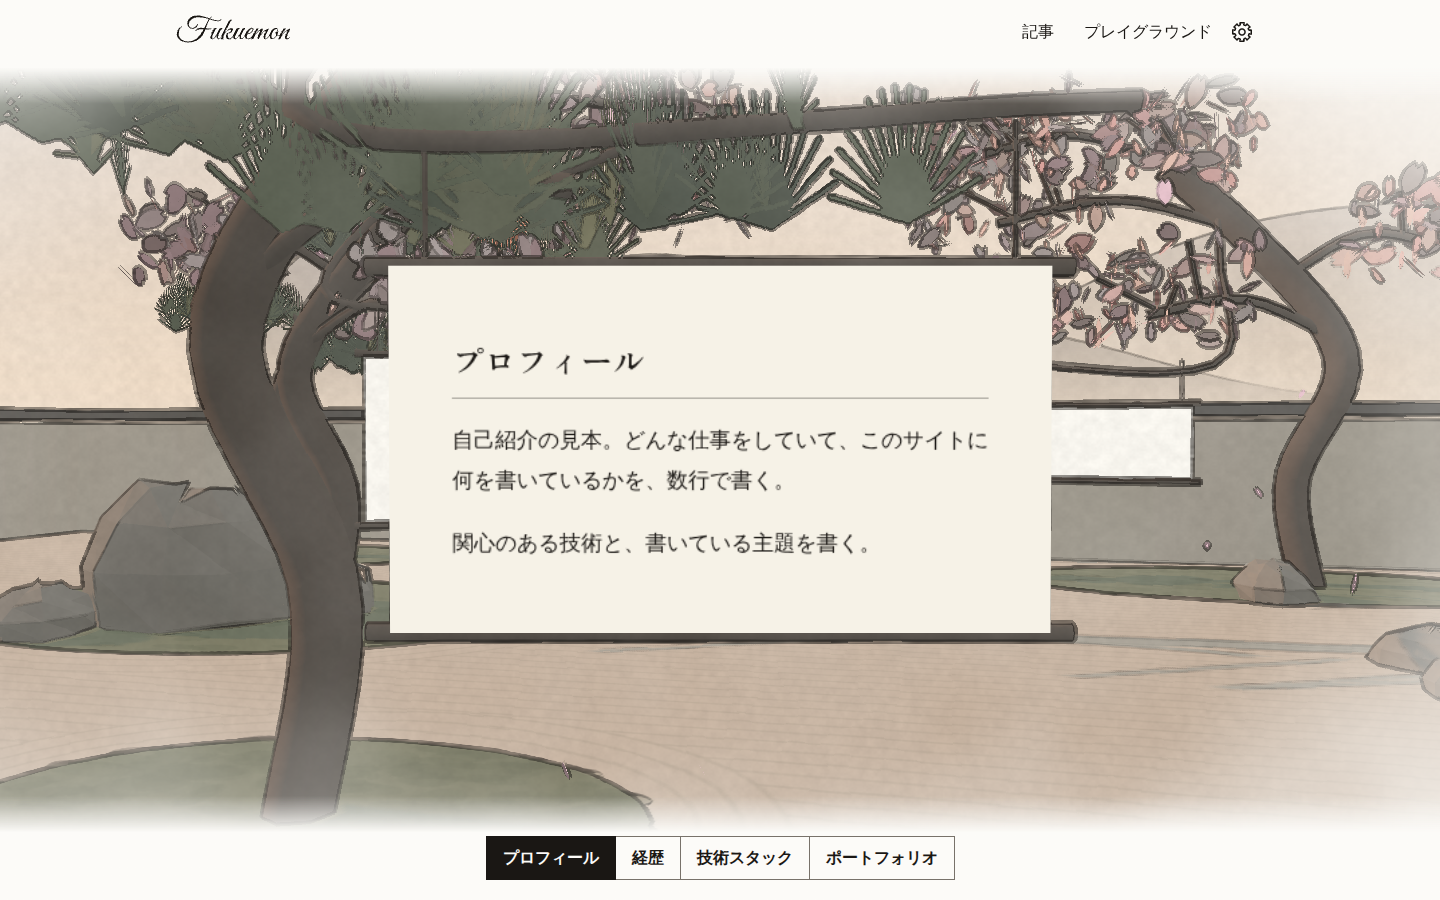 Fukuemon
記事
プレイグラウンド
プロフィール
自己紹介の見本。どんな仕事をしていて、このサイトに
何を書いているかを、数行で書く。
関心のある技術と、書いている主題を書く。
プロフィール
経歴
技術スタック
ポートフォリオ